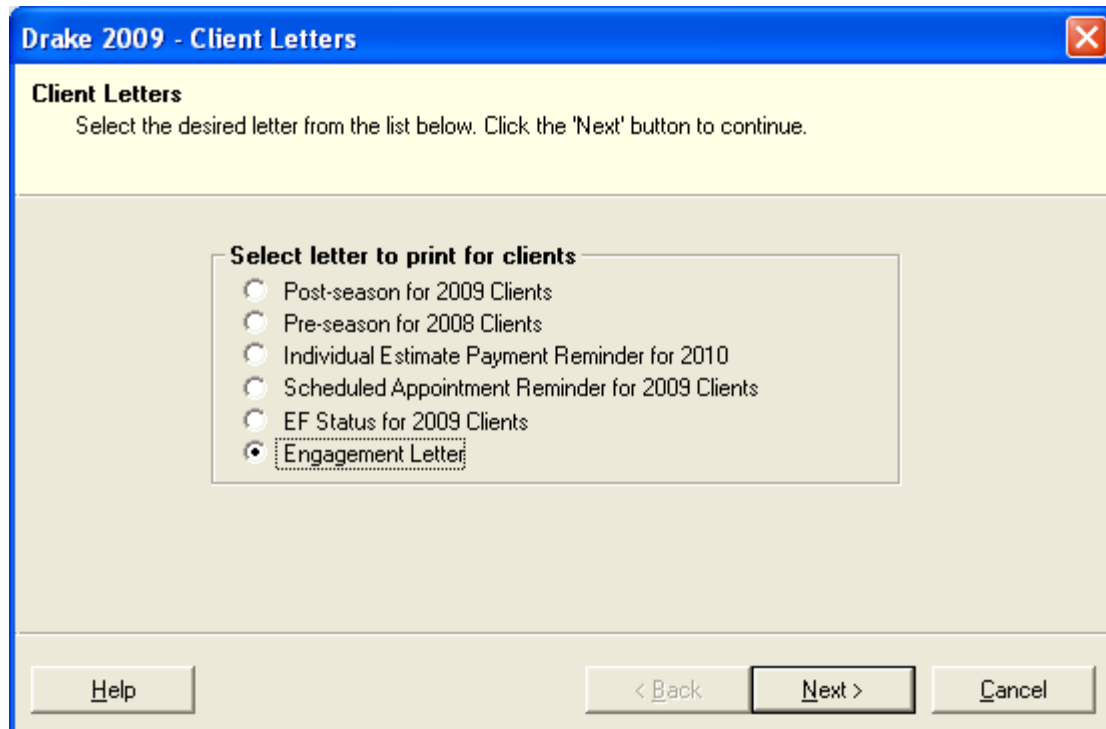 Drake 2009 - Client Letters
Client Letters
Select the desired letter from the list below. Click the 'Next' button to continue.
Select letter to print for clients
Post-season for 2009 Clients
Pre-season for 2008 Clients
Individual Estimate Payment Reminder for 2010
Scheduled Appointment Reminder for 2009 Clients
EF Status for 2009 Clients
Engagement Letter
Help
< Back
Next >
Cancel